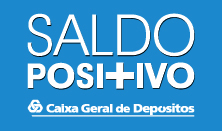 SALDO
POSITIVO
Caixa Geral de Depositos